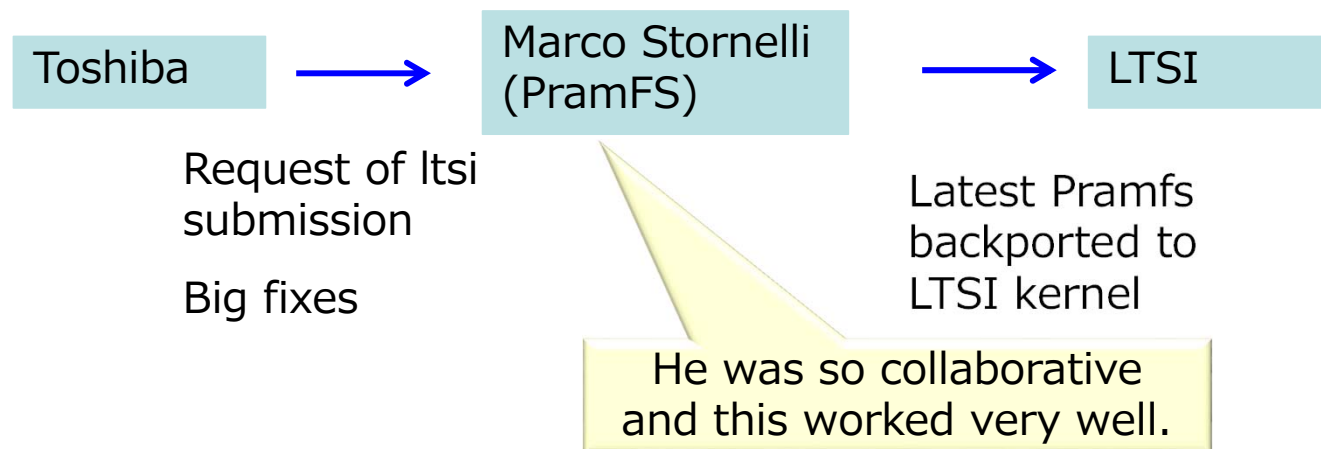 Toshiba
Marco Stornelli
(PramFS)
LTSI
Request of ltsi
submission
Big fixes
Latest Pramfs
backported to
LTSI kernel
He was so collaborative
and this worked very well.